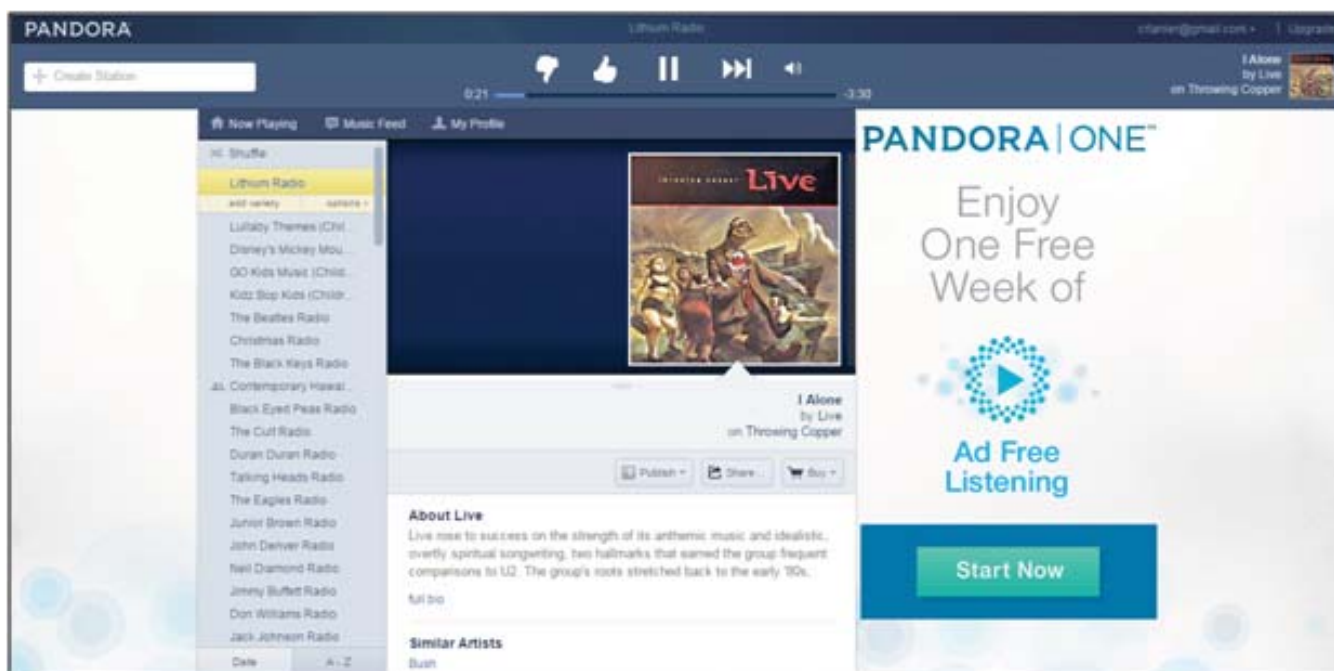 PANDORA
Lithium Radio
Upgrade
Create Station
0:21
-3:30
I Alone
by Live
on Throwing Copper
Now Playing
Music Feed
My Profile
Shuffle
Lithium Radio
add variety
options
Lullaby Themes (Chil...
Disney's Mickey Mou...
GO Kids Music (Child...
Kidz Bop Kids (Childr...
The Beatles Radio
Christmas Radio
The Black Keys Radio
Contemporary Hawai...
Black Eyed Peas Radio
The Cult Radio
Duran Duran Radio
Talking Heads Radio
The Eagles Radio
Junior Brown Radio
John Denver Radio
Neil Diamond Radio
Jimmy Buffett Radio
Don Williams Radio
Jack Johnson Radio
Date
A - Z
throwing copper Live
I Alone
by Live
on Throwing Copper
Publish
Share...
Buy
About Live
Live rose to success on the strength of its anthemic music and idealistic,
overtly spiritual songwriting, two hallmarks that earned the group frequent
comparisons to U2. The group's roots stretched back to the early '80s,
full bio
Similar Artists
Bush
PANDORA | ONE™
Enjoy
One Free
Week of
Ad Free
Listening
Start Now